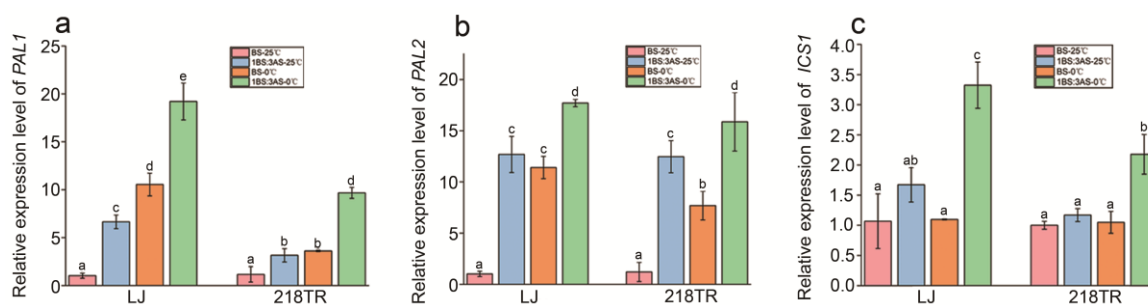 a
Relative expression level of PAL1
25
20
15
10
5
0
BS-25℃
1BS:3AS-25℃
BS-0℃
1BS:3AS-0℃
a
c
d
e
a
b
b
d
LJ
218TR
b
Relative expression level of PAL2
20
15
10
5
0
BS-25℃
1BS:3AS-25℃
BS-0℃
1BS:3AS-0℃
a
c
c
d
a
c
b
d
LJ
218TR
c
Relative expression level of ICS1
4.0
3.5
3.0
2.5
2.0
1.5
1.0
0.5
0.0
BS-25℃
1BS:3AS-25℃
BS-0℃
1BS:3AS-0℃
a
ab
a
c
a
a
a
b
LJ
218TR